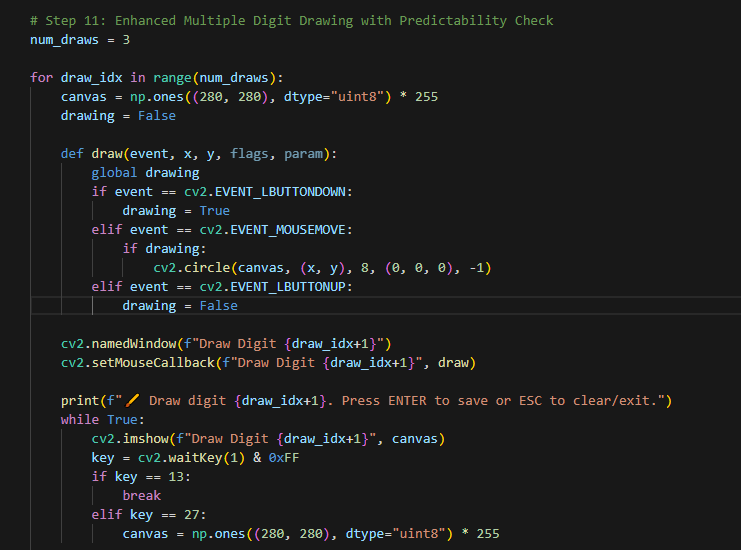 # Step 11: Enhanced Multiple Digit Drawing with Predictability Check
num_draws = 3
for draw_idx in range(num_draws):
    canvas = np.ones((280, 280), dtype="uint8") * 255
    drawing = False
    def draw(event, x, y, flags, param):
        global drawing
        if event == cv2.EVENT_LBUTTONDOWN:
            drawing = True
        elif event == cv2.EVENT_MOUSEMOVE:
            if drawing:
                cv2.circle(canvas, (x, y), 8, (0, 0, 0), -1)
        elif event == cv2.EVENT_LBUTTONUP:
            drawing = False
    cv2.namedWindow(f"Draw Digit {draw_idx+1}")
    cv2.setMouseCallback(f"Draw Digit {draw_idx+1}", draw)
    print(f"🖌️ Draw digit {draw_idx+1}. Press ENTER to save or ESC to clear/exit.")
    while True:
        cv2.imshow(f"Draw Digit {draw_idx+1}", canvas)
        key = cv2.waitKey(1) & 0xFF
        if key == 13:
            break
        elif key == 27:
            canvas = np.ones((280, 280), dtype="uint8") * 255